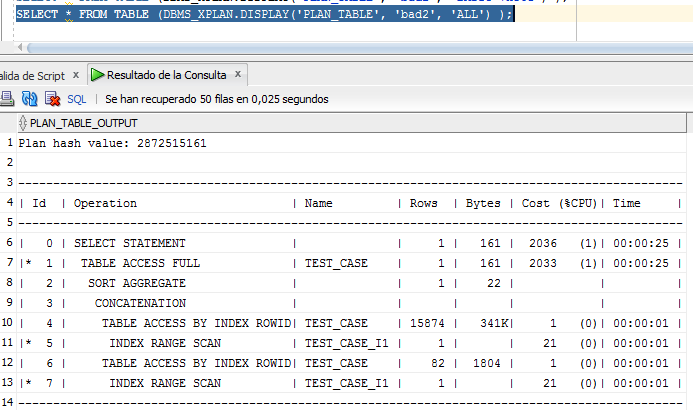 SELECT * FROM TABLE (DBMS_XPLAN.DISPLAY('PLAN_TABLE', 'bad2', 'ALL') );
alida de Script x Resultado de la Consulta x
SQL | Se han recuperado 50 filas en 0,025 segundos
PLAN_TABLE_OUTPUT
1 Plan hash value: 2872515161
2
3 ---------------------------------------------------------------------------------------------
4 | Id | Operation | Name | Rows | Bytes | Cost (%CPU)| Time |
5 ---------------------------------------------------------------------------------------------
6 | 0 | SELECT STATEMENT | | 1 | 161 | 2036 (1)| 00:00:25 |
7 |* 1 | TABLE ACCESS FULL | TEST_CASE | 1 | 161 | 2033 (1)| 00:00:25 |
8 | 2 | SORT AGGREGATE | | 1 | 22 | | |
9 | 3 | CONCATENATION | | | | | |
10 | 4 | TABLE ACCESS BY INDEX ROWID| TEST_CASE | 15874 | 341K| 1 (0)| 00:00:01 |
11 |* 5 | INDEX RANGE SCAN | TEST_CASE_I1 | 1 | | 21 (0)| 00:00:01 |
12 | 6 | TABLE ACCESS BY INDEX ROWID| TEST_CASE | 82 | 1804 | 1 (0)| 00:00:01 |
13 |* 7 | INDEX RANGE SCAN | TEST_CASE_I1 | 1 | | 21 (0)| 00:00:01 |
14 ---------------------------------------------------------------------------------------------